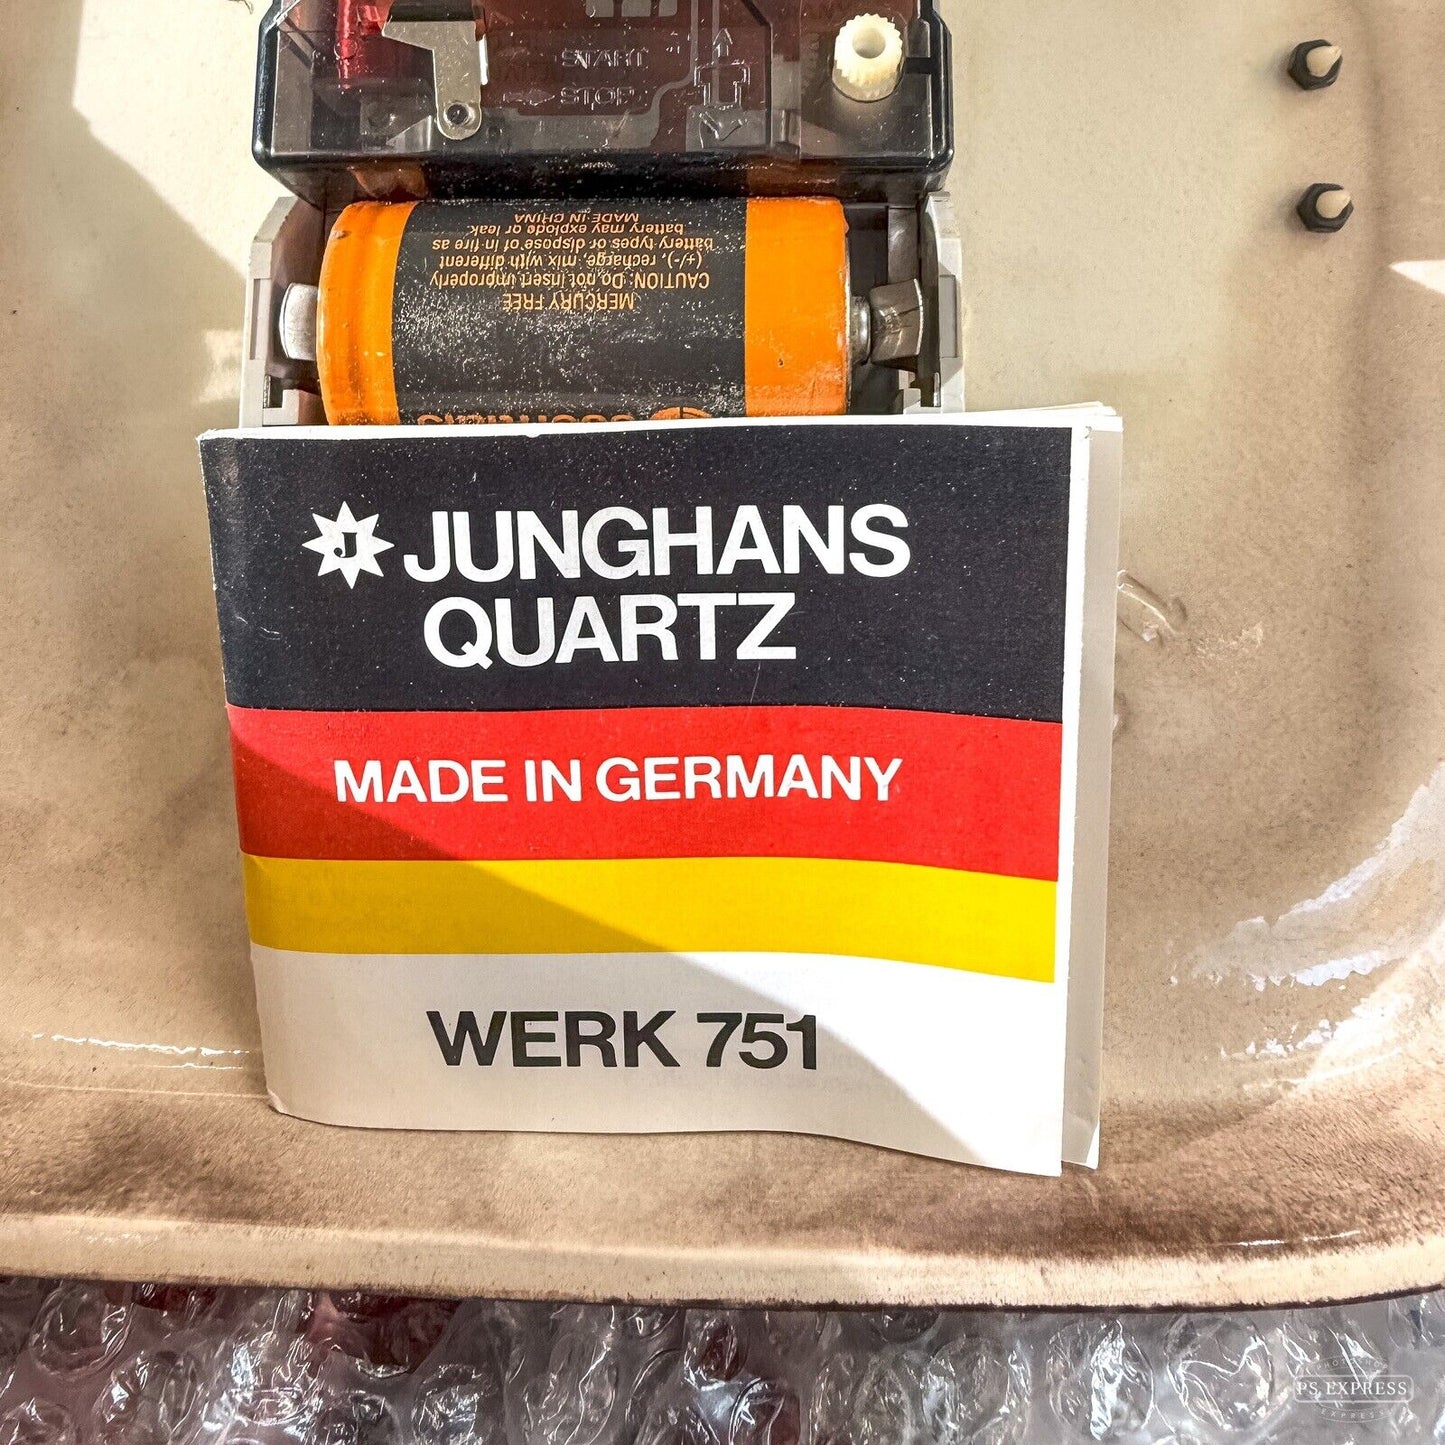 START
STOP
MADE IN CHINA
battery may explode or leak.
battery types or dispose of in fire as
(+/-), recharge, mix with different
CAUTION: Do not insert improperly
MERCURY FREE
J
JUNGHANS
QUARTZ
MADE IN GERMANY
WERK 751
PHOTOSHOP
PS EXPRESS
EXPRESS